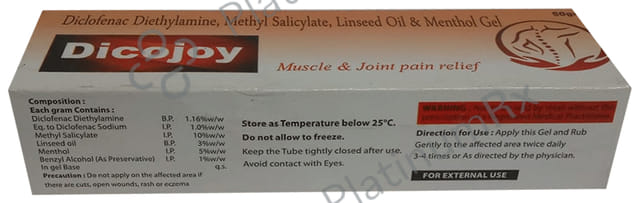 Diclofenac Diethylamine, Methyl Salicylate, Linseed Oil & Menthol Gel
Dicojoy
Muscle & Joint pain relief
Composition :
Each gram Contains :
Diclofenac Diethylamine B.P. 1.16%w/w
Eq. to Diclofenac Sodium I.P. 1.0%w/w
Methyl Salicylate I.P. 10%w/w
Linseed oil B.P. 3%w/w
Menthol I.P. 5%w/w
Benzyl Alcohol (As Preservative) I.P. 1%w/w
In gel Base q.s.
Precaution : Do not apply on the affected area if
there are cuts, open wounds, rash or eczema
Store as Temperature below 25°C.
Do not allow to freeze.
Keep the Tube tightly closed after use.
Avoid contact with Eyes.
WARNING
Direction for Use : Apply this Gel and Rub
Gently to the affected area twice daily
3-4 times or As directed by the physician.
FOR EXTERNAL USE